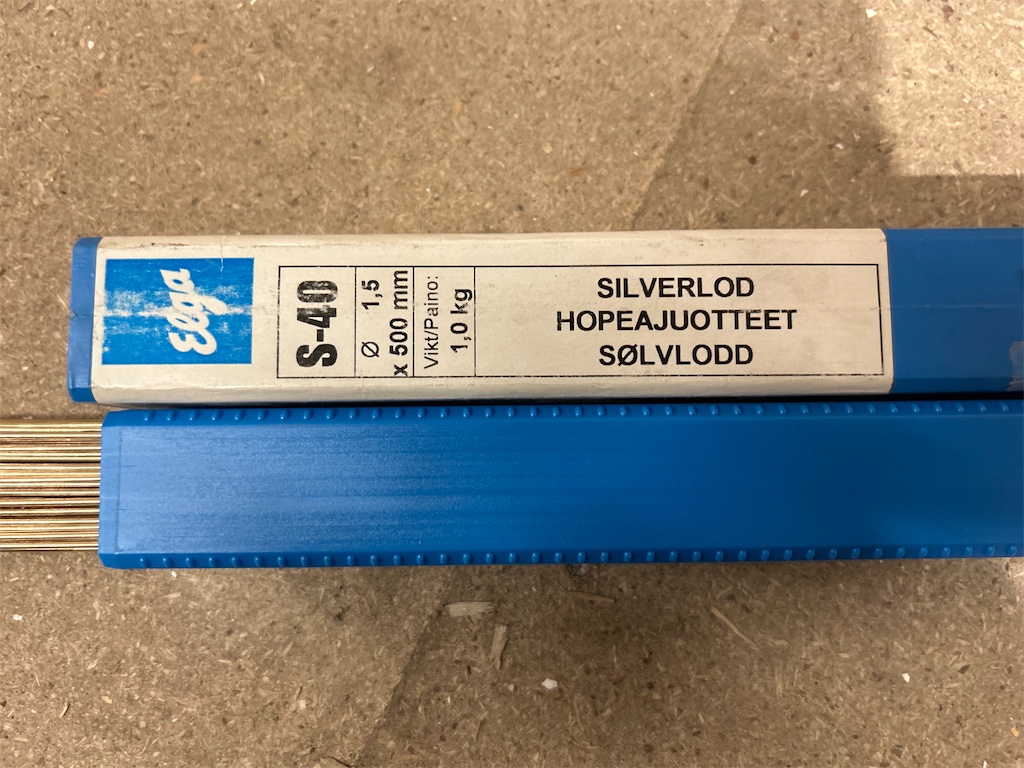 Elga
S-40
Ø 1,5
x 500 mm
Vikt/Paino:
1,0 kg
SILVERLOD
HOPEAJUOTTEET
SØLVLODD